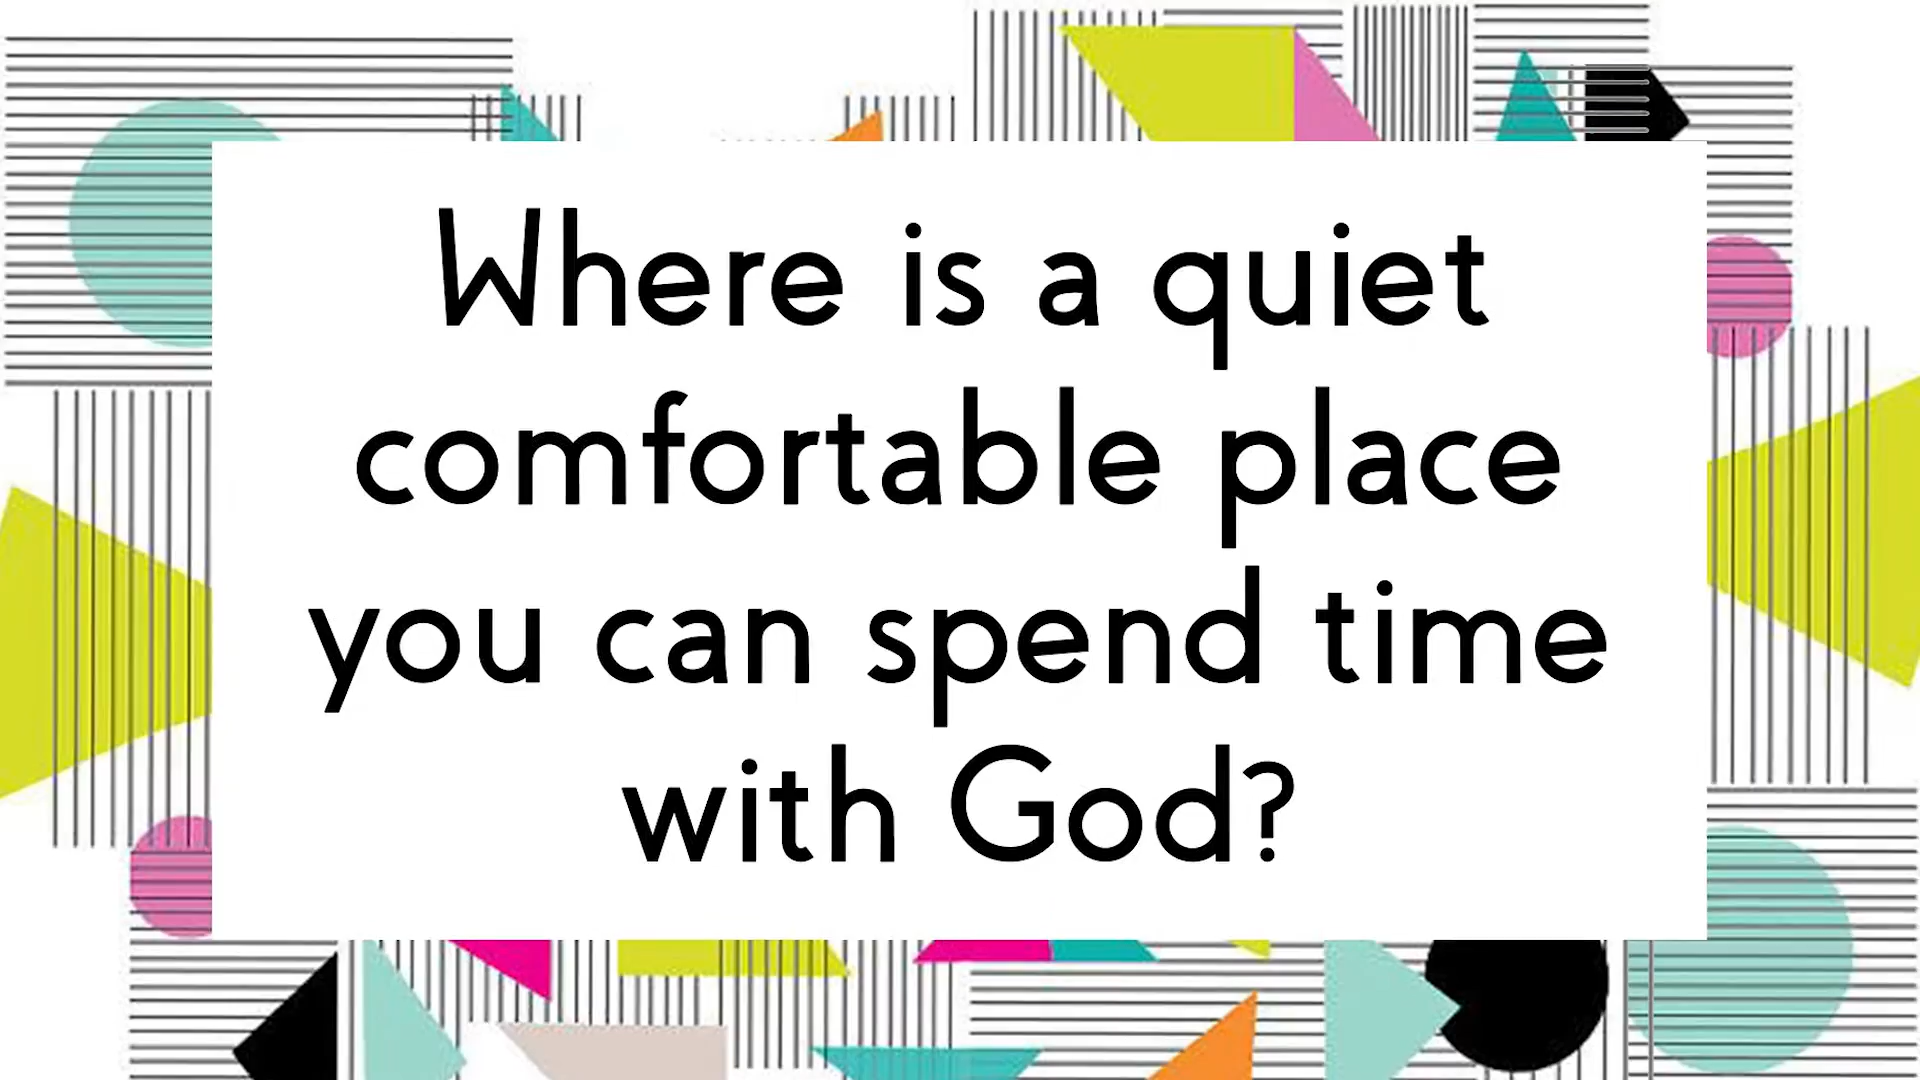 Where is a quiet
comfortable place
you can spend time
with God?